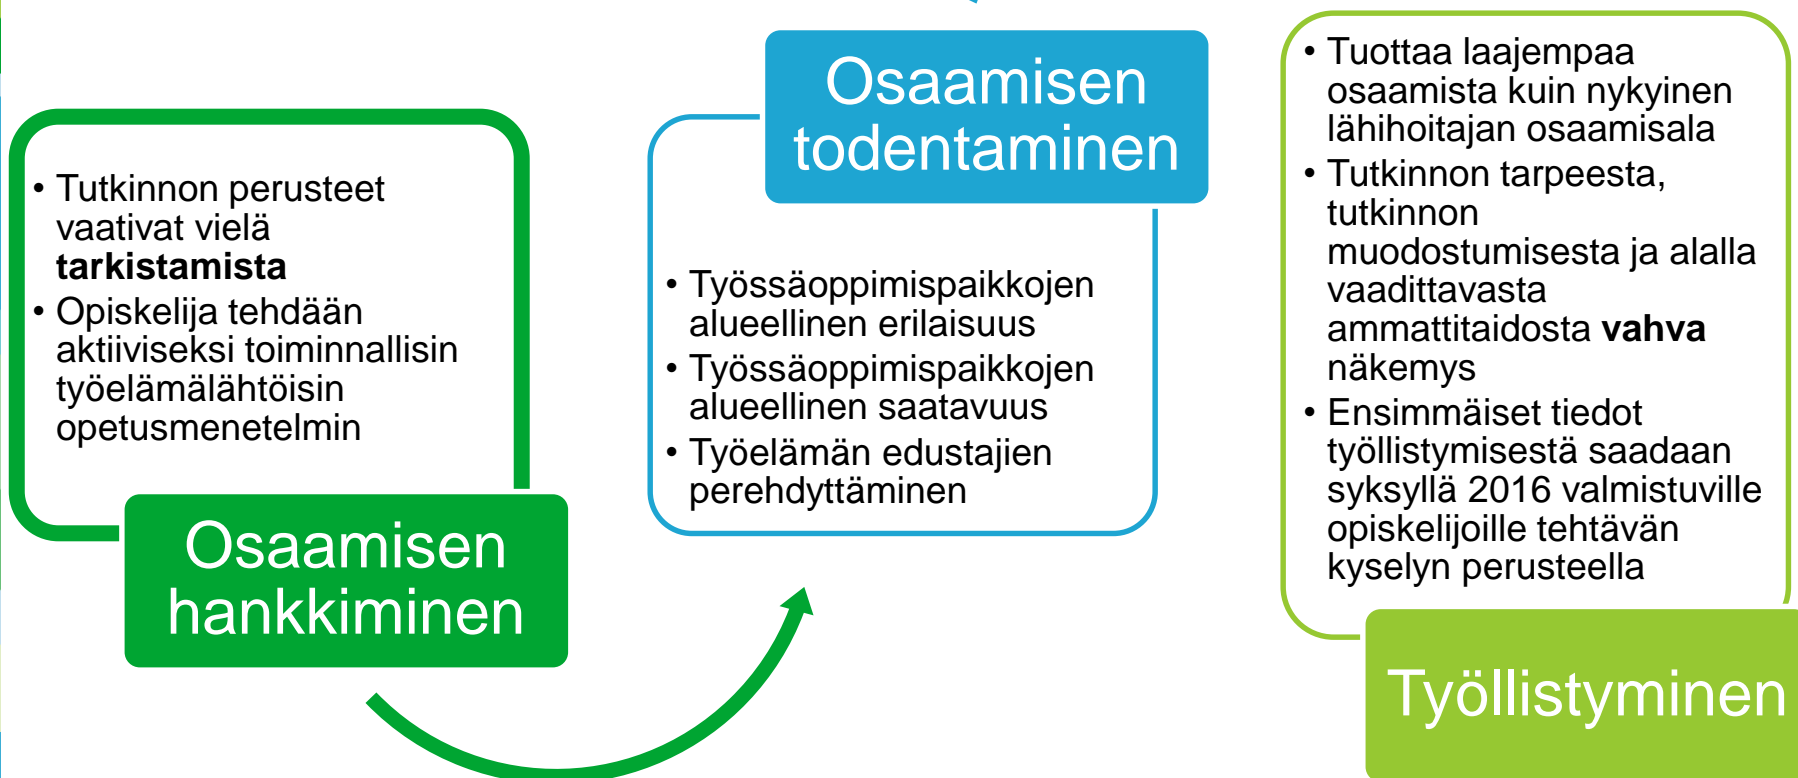 • Tutkinnon perusteet
vaativat vielä
tarkistamista
• Opiskelija tehdään
aktiiviseksi toiminnallisin
työelämälähtöisin
opetusmenetelmin
Osaamisen
hankkiminen
Osaamisen
todentaminen
• Työssäoppimispaikkojen
alueellinen erilaisuus
• Työssäoppimispaikkojen
alueellinen saatavuus
• Työelämän edustajien
perehdyttäminen
• Tuottaa laajempaa
osaamista kuin nykyinen
lähihoitajan osaamisala
• Tutkinnon tarpeesta,
tutkinnon
muodostumisesta ja alalla
vaadittavasta
ammattitaidosta vahva
näkemys
• Ensimmäiset tiedot
työllistymisestä saadaan
syksyllä 2016 valmistuville
opiskelijoille tehtävän
kyselyn perusteella
Työllistyminen